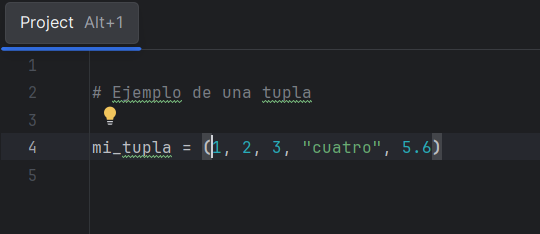 Project Alt+1
1
2 # Ejemplo de una tupla
3
4 mi_tupla = (1, 2, 3, "cuatro", 5.6)
5